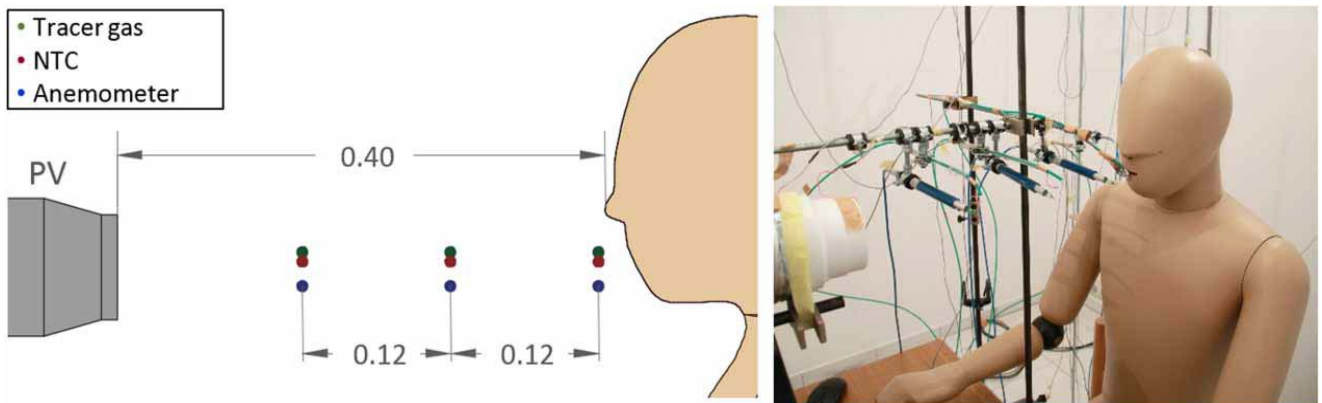 • Tracer gas
• NTC
• Anemometer
PV
0.40
0.12 0.12